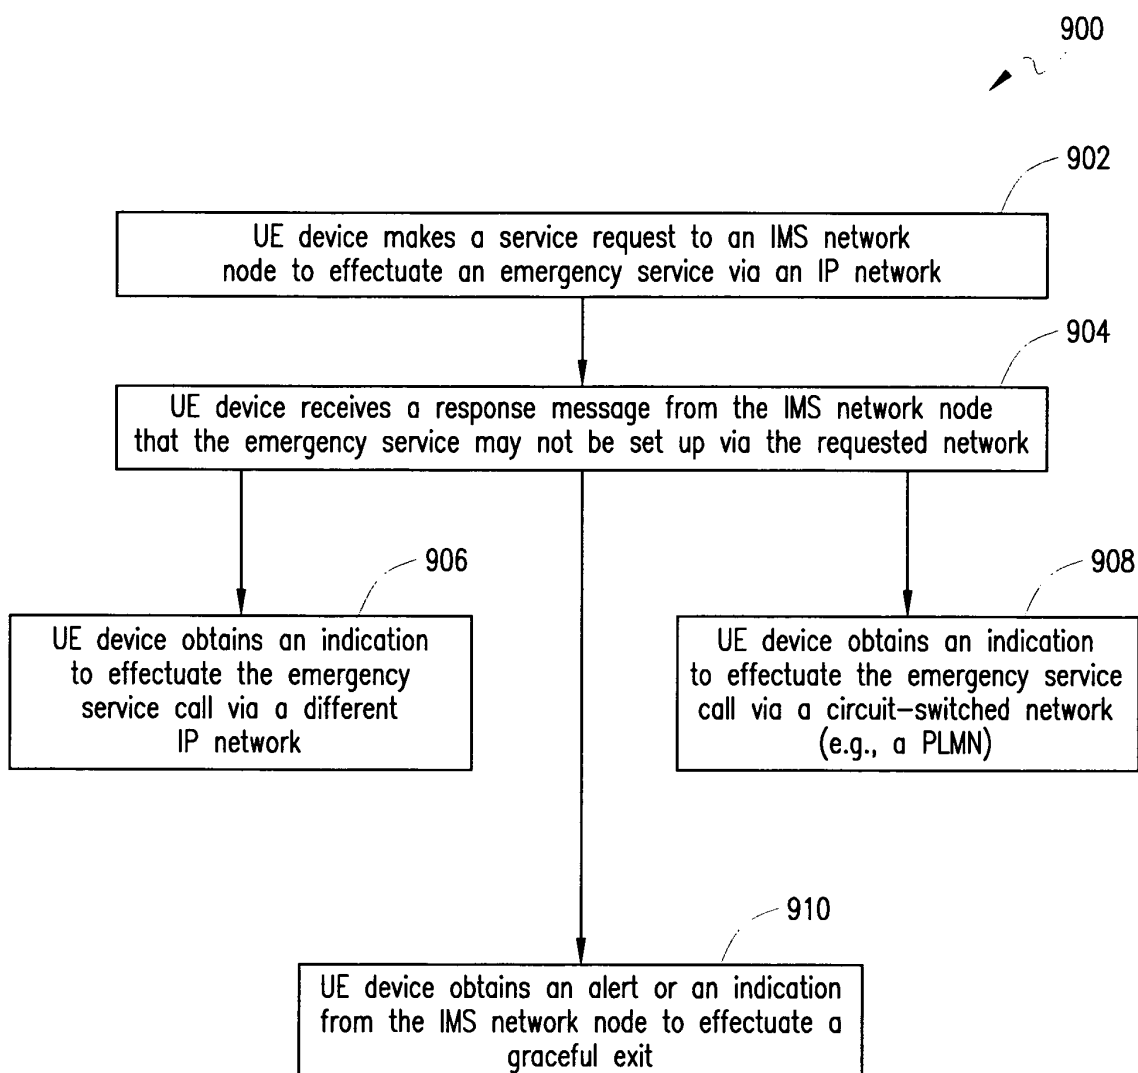 900
902
UE device makes a service request to an IMS network
node to effectuate an emergency service via an IP network
904
UE device receives a response message from the IMS network node
that the emergency service may not be set up via the requested network
906
UE device obtains an indication
to effectuate the emergency
service call via a different
IP network
908
UE device obtains an indication
to effectuate the emergency service
call via a circuit-switched network
(e.g., a PLMN)
910
UE device obtains an alert or an indication
from the IMS network node to effectuate a
graceful exit